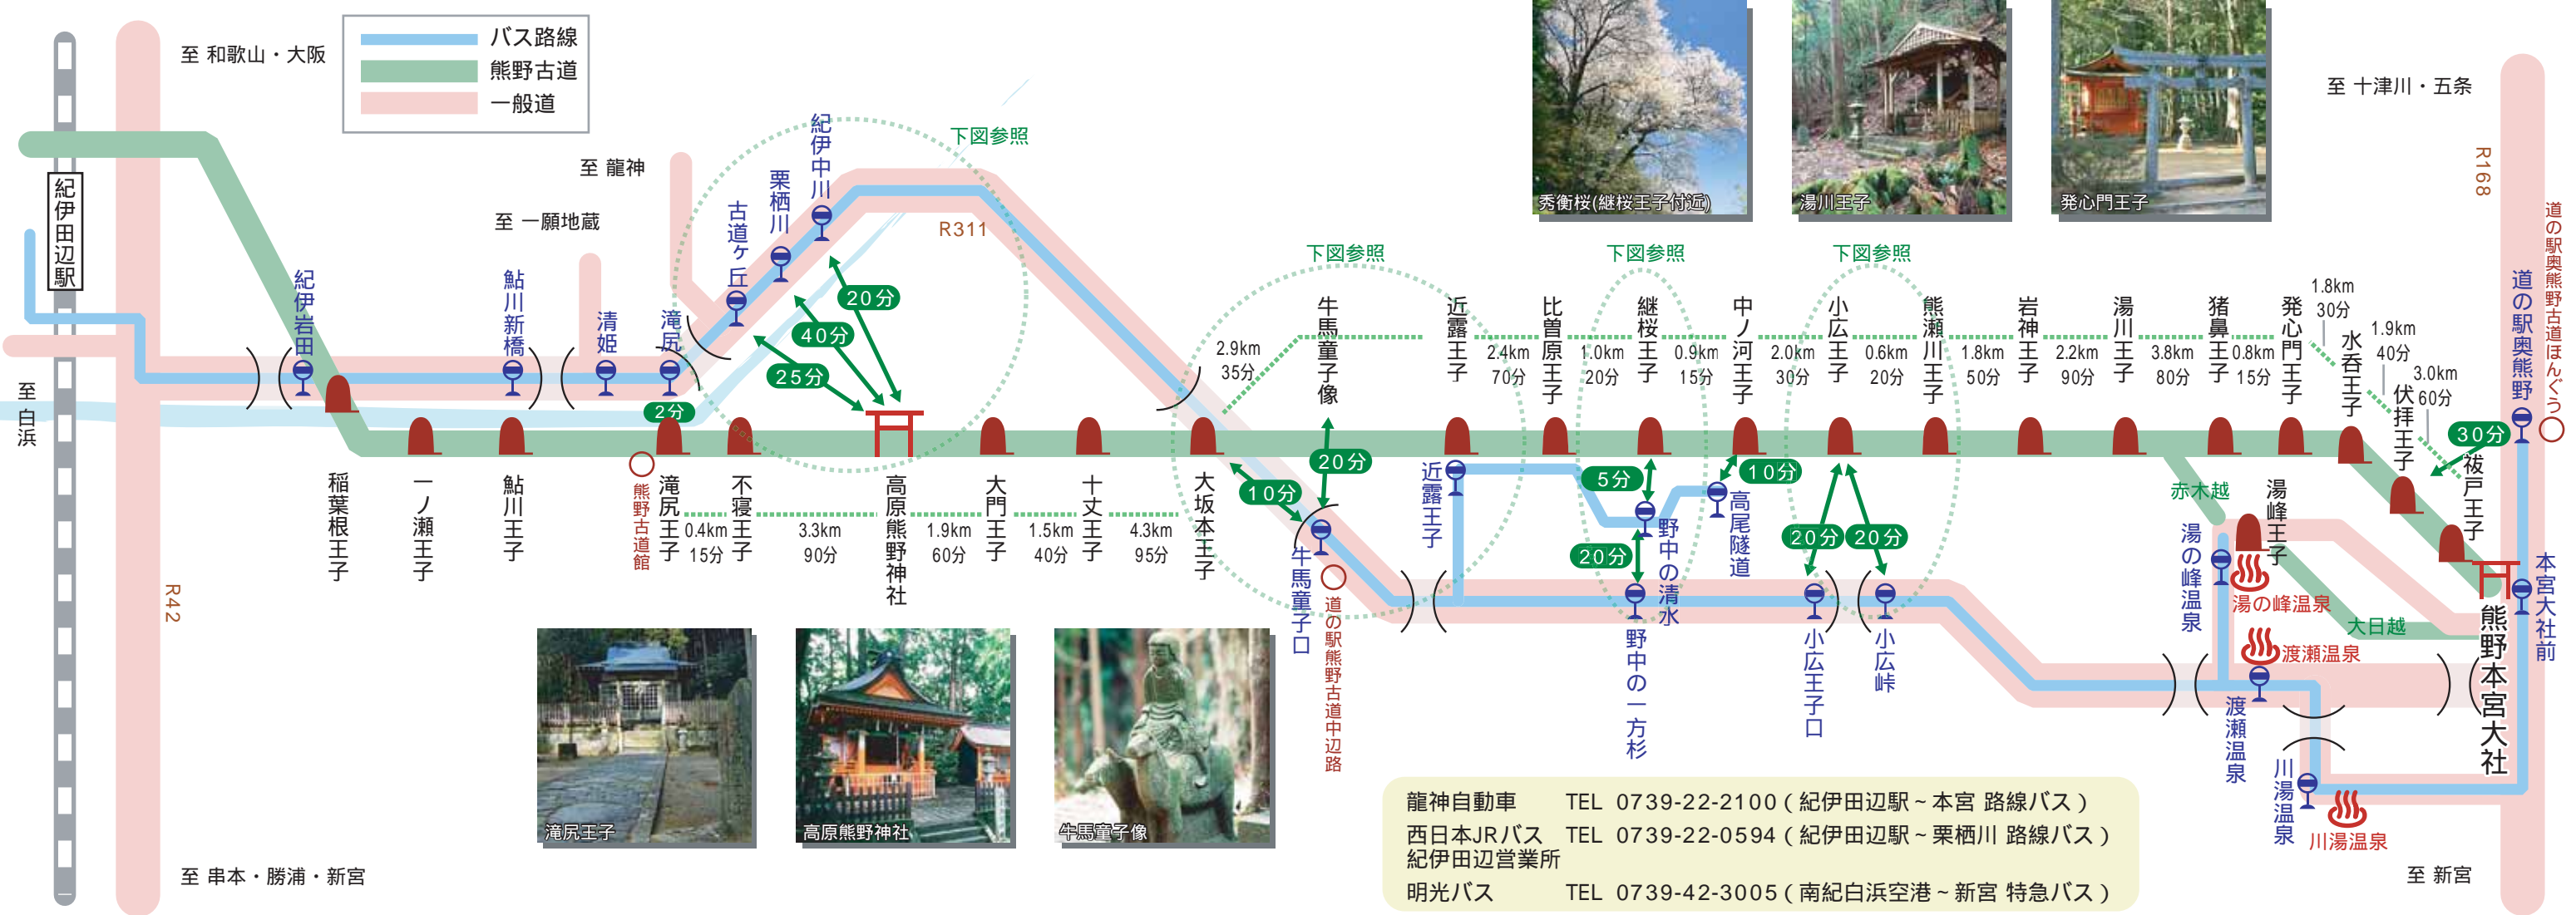 バス路線
熊野古道
一般道
至 和歌山・大阪
紀伊田辺駅
至 白浜
R42
至 串本・勝浦・新宮
至 龍神
至 一願地蔵
紀伊岩田
鮎川新橋
清姫
滝尻
古道ヶ丘
栗栖川
紀伊中川
下図参照
R311
20分
40分
25分
2分
稲葉根王子
一ノ瀬王子
鮎川王子
熊野古道館
滝尻王子
0.4km
15分
不寝王子
3.3km
90分
高原熊野神社
1.9km
60分
大門王子
1.5km
40分
十丈王子
4.3km
95分
大坂本王子
2.9km
35分
下図参照
牛馬童子像
20分
10分
牛馬童子口
道の駅熊野古道中辺路
近露王子
2.4km
70分
近露王子
比曽原王子
1.0km
20分
下図参照
継桜王子
0.9km
15分
5分
野中の清水
20分
野中の一方杉
中ノ河王子
2.0km
30分
10分
高尾隧道
下図参照
小広王子
0.6km
20分
20分
20分
小広王子口
小広峠
熊瀬川王子
1.8km
50分
岩神王子
2.2km
90分
湯川王子
3.8km
80分
猪鼻王子
0.8km
15分
発心門王子
1.8km
30分
水呑王子
1.9km
40分
伏拝王子
3.0km
60分
祓戸王子
30分
赤木越
湯峰王子
湯の峰温泉
湯の峰温泉
大日越
渡瀬温泉
渡瀬温泉
川湯温泉
川湯温泉
熊野本宮大社
本宮大社前
道の駅奥熊野
道の駅奥熊野古道ほんぐう
至 十津川・五条
R168
至 新宮
秀衡桜(継桜王子付近)
湯川王子
発心門王子
滝尻王子
高原熊野神社
牛馬童子像
龍神自動車 TEL 0739-22-2100(紀伊田辺駅~本宮 路線バス)
西日本JRバス TEL 0739-22-0594(紀伊田辺駅~栗栖川 路線バス)
紀伊田辺営業所
明光バス TEL 0739-42-3005(南紀白浜空港~新宮 特急バス)